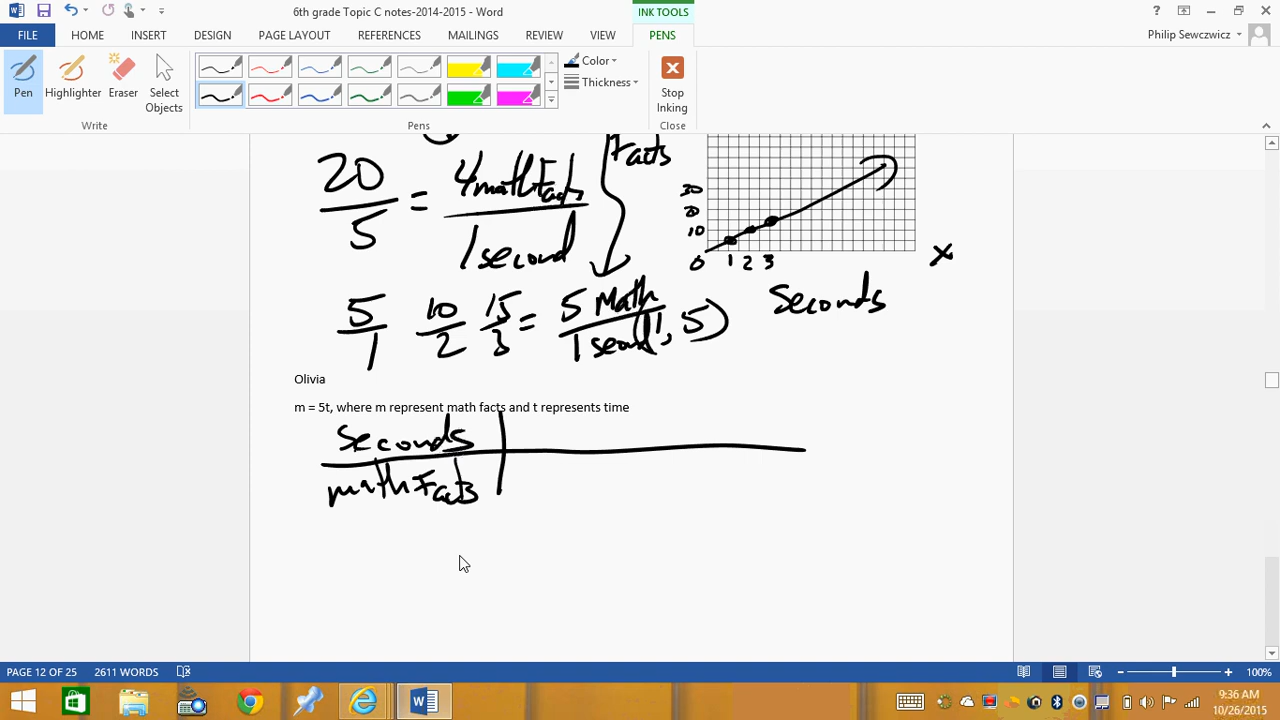 6th grade Topic C notes-2014-2015 - Word
INK TOOLS
FILE HOME INSERT DESIGN PAGE LAYOUT REFERENCES MAILINGS REVIEW VIEW PENS
Philip Sewczwicz
Pen
Highlighter
Eraser
Select Objects
Color
Thickness
Stop Inking
Write
Pens
Close
Facts
20/5 = 4 math Facts/1 second
30
20
10
0 1 2 3
x
Seconds
5/1 10/2 15/3 = 5 Math/1 second (1, 5)
Olivia
m = 5t, where m represent math facts and t represents time
Seconds
math Facts
PAGE 12 OF 25 2611 WORDS
100%
9:36 AM
10/26/2015